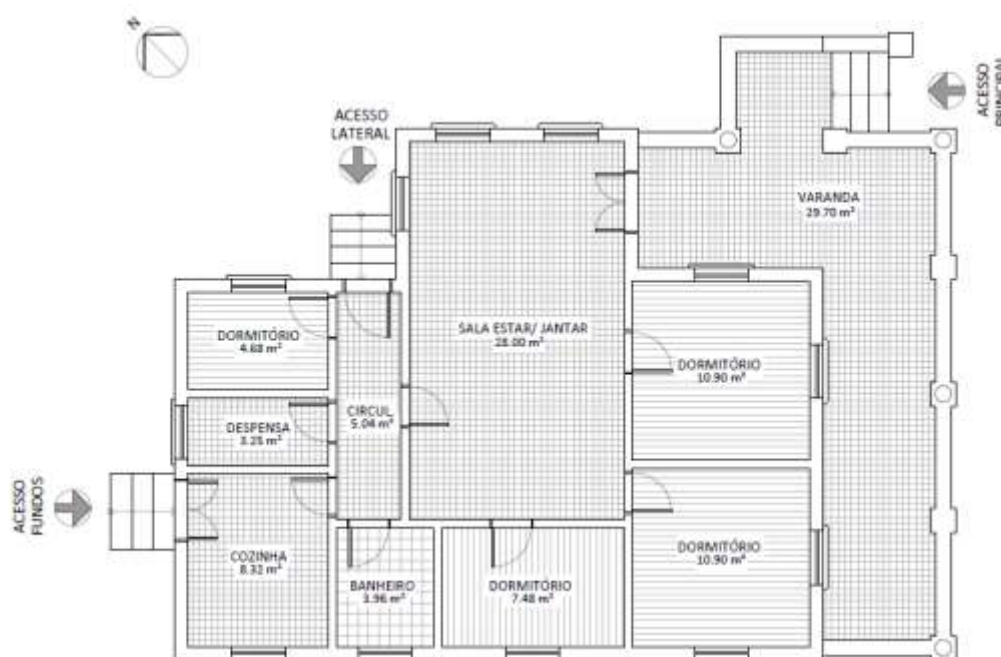 N
ACESSO
PRINCIPAL
ACESSO
LATERAL
VARANDA
29.70 m²
DORMITÓRIO
4.68 m²
SALA ESTAR/ JANTAR
28.00 m²
DORMITÓRIO
10.90 m²
DESPENSA
3.25 m²
CIRCUL.
5.04 m²
ACESSO
FUNDOS
COZINHA
8.32 m²
BANHEIRO
3.96 m²
DORMITÓRIO
7.48 m²
DORMITÓRIO
10.90 m²